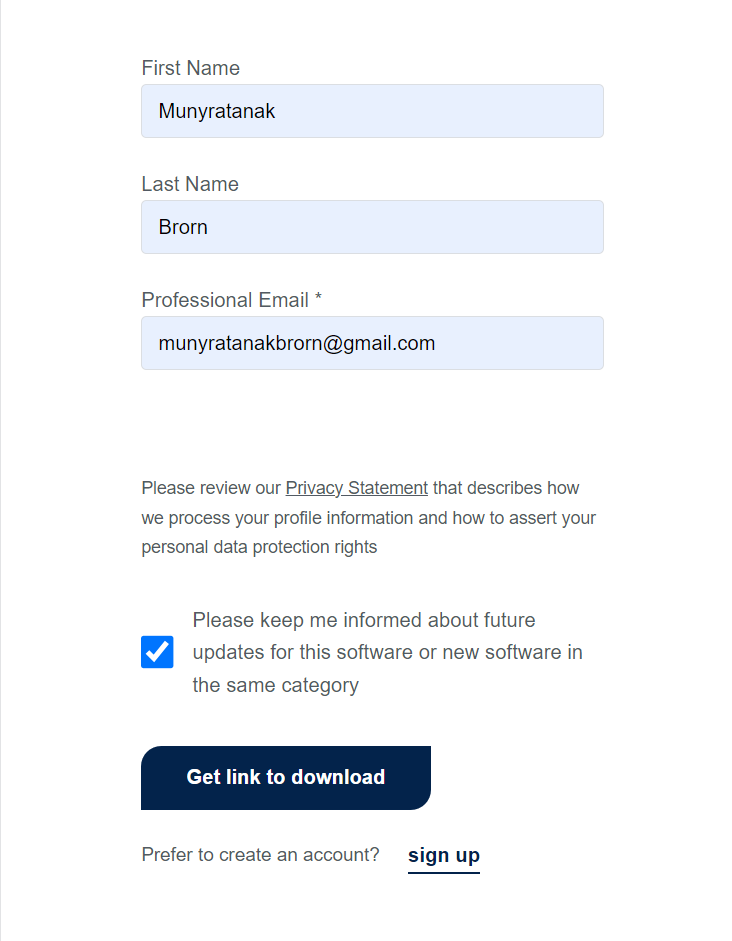 First Name
Munyratanak
Last Name
Brorn
Professional Email *
munyratanakbrorn@gmail.com
Please review our Privacy Statement that describes how
we process your profile information and how to assert your
personal data protection rights
Please keep me informed about future
updates for this software or new software in
the same category
Get link to download
Prefer to create an account? sign up